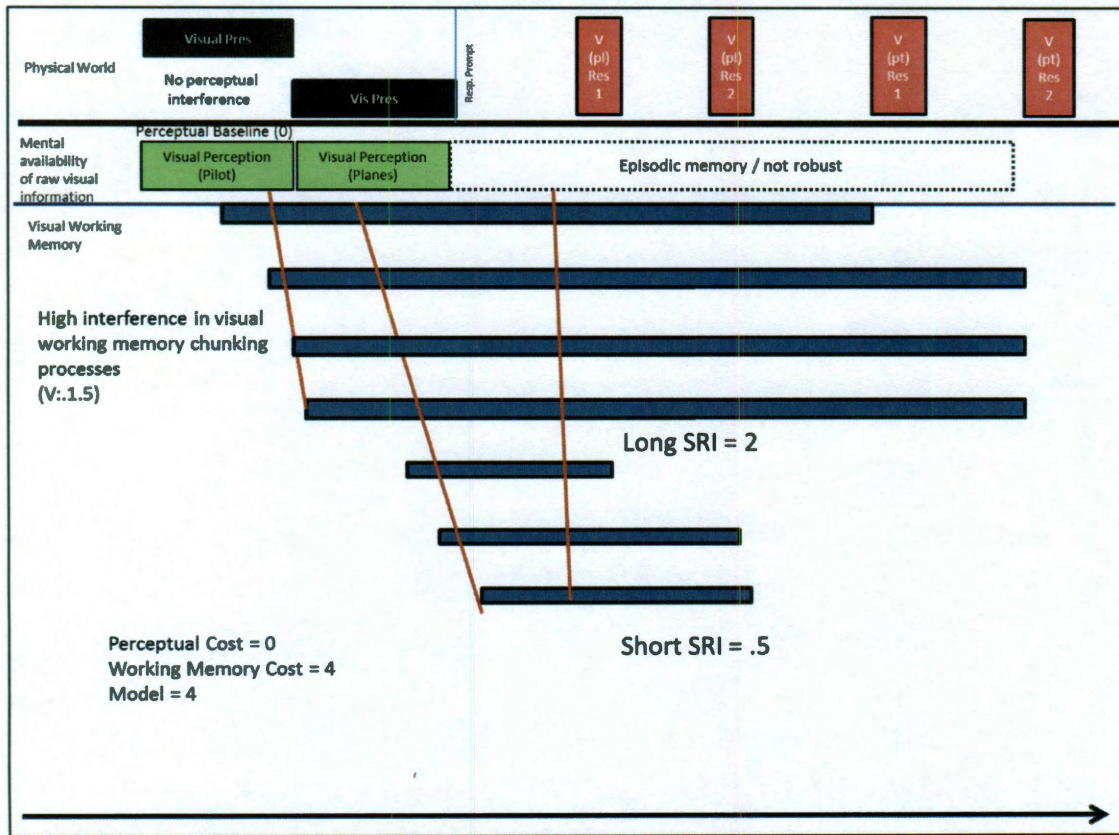 Visual Pres
Physical World
No perceptual
interference
Vis Pres
Resp. Prompt
V
(pl)
Res
1
V
(pl)
Res
2
V
(pt)
Res
1
V
(pt)
Res
2
Perceptual Baseline (0)
Mental
availability
of raw visual
information
Visual Perception
(Pilot)
Visual Perception
(Planes)
Episodic memory / not robust
Visual Working
Memory
High interference in visual
working memory chunking
processes
(V:.1.5)
Long SRI = 2
Short SRI = .5
Perceptual Cost = 0
Working Memory Cost = 4
Model = 4